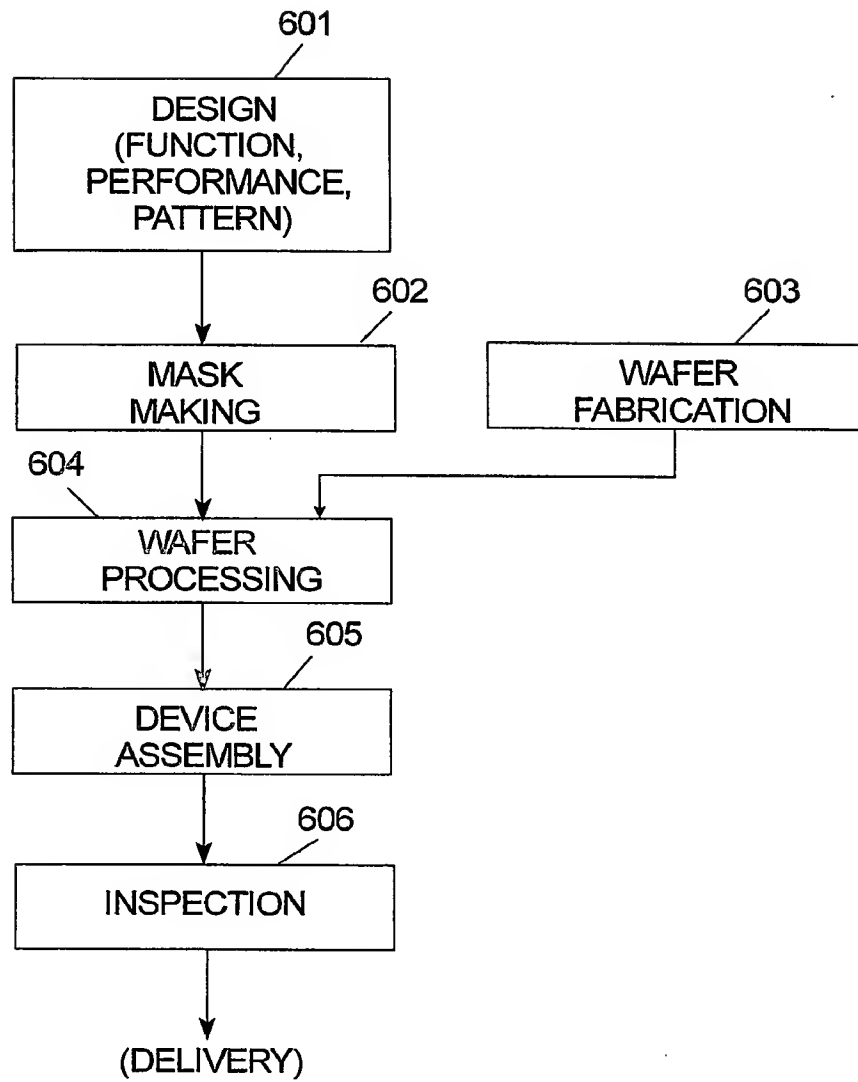 601
DESIGN
(FUNCTION,
PERFORMANCE,
PATTERN)
602
MASK
MAKING
603
WAFER
FABRICATION
604
WAFER
PROCESSING
605
DEVICE
ASSEMBLY
606
INSPECTION
(DELIVERY)